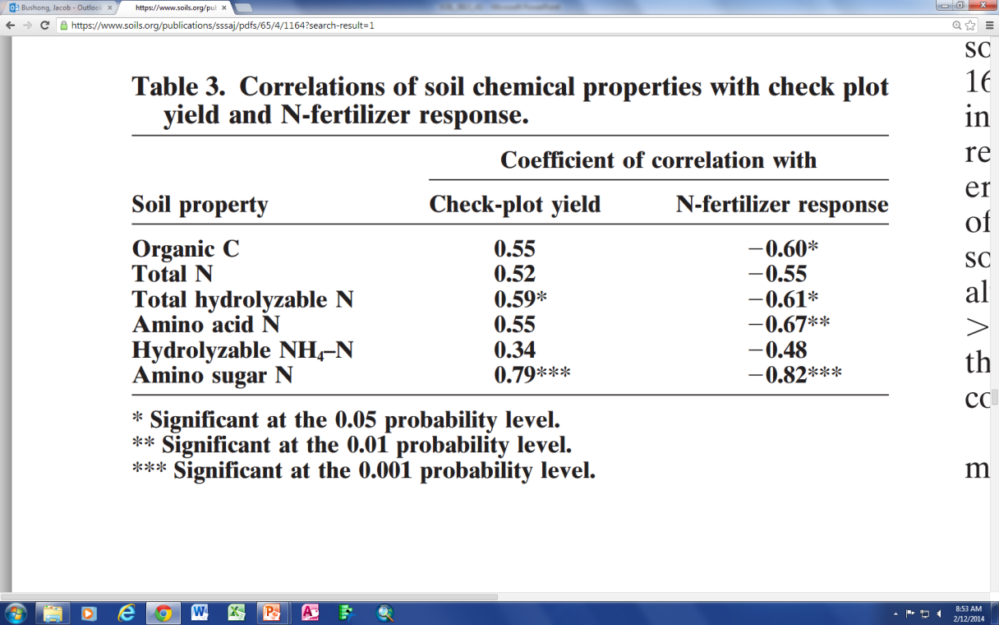 Bushong, Jacob - Outlook
https://www.soils.org/pub
https://www.soils.org/publications/sssaj/pdfs/65/4/1164?search-result=1
Table 3. Correlations of soil chemical properties with check plot
yield and N-fertilizer response.
Coefficient of correlation with
Soil property Check-plot yield N-fertilizer response
Organic C 0.55 −0.60*
Total N 0.52 −0.55
Total hydrolyzable N 0.59* −0.61*
Amino acid N 0.55 −0.67**
Hydrolyzable NH₄–N 0.34 −0.48
Amino sugar N 0.79*** −0.82***
* Significant at the 0.05 probability level.
** Significant at the 0.01 probability level.
*** Significant at the 0.001 probability level.
so
16
in
re
er
of
so
al
>
th
co
m
8:53 AM
2/12/2014